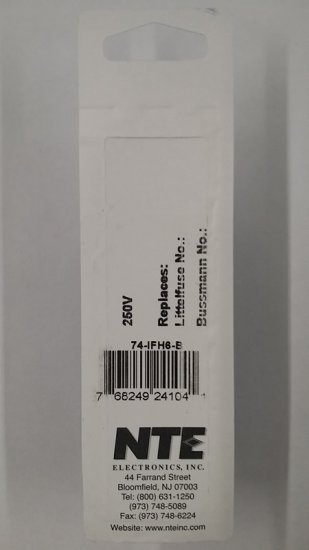 250V
Replaces:
Littelfuse No.:
Bussmann No.:
74-IFH6-B
7 68249 24104 1
NTE
ELECTRONICS, INC.
44 Farrand Street
Bloomfield, NJ 07003
Tel: (800) 631-1250
(973) 748-5089
Fax: (973) 748-6224
Website: www.nteinc.com